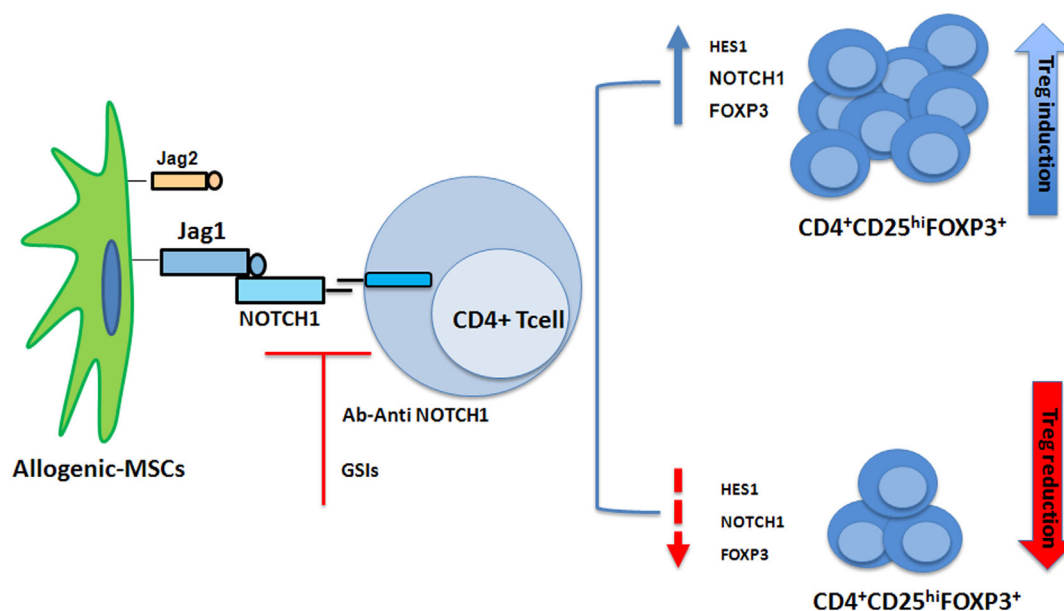 Jag2
Jag1
NOTCH1
CD4+ Tcell
Allogenic-MSCs
Ab-Anti NOTCH1
GSIs
HES1
NOTCH1
FOXP3
CD4⁺CD25ʰⁱFOXP3⁺
Treg induction
HES1
NOTCH1
FOXP3
CD4⁺CD25ʰⁱFOXP3⁺
Treg reduction